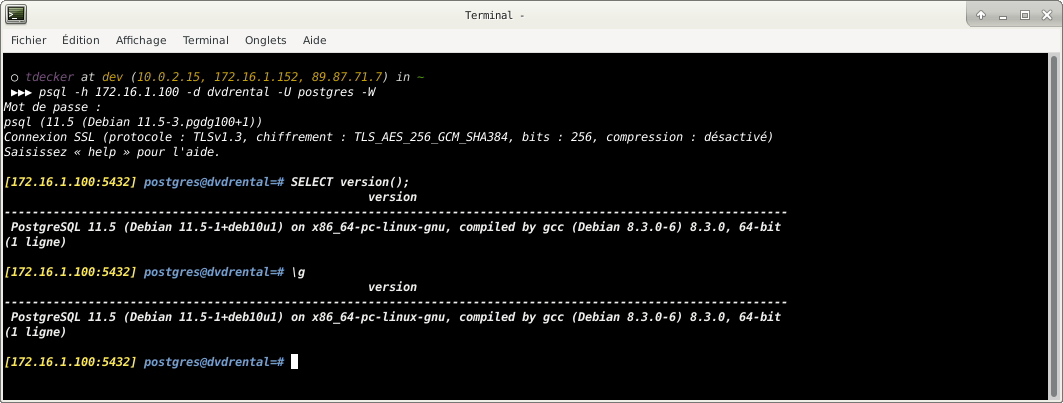 Terminal -
Fichier Édition Affichage Terminal Onglets Aide
○ tdecker at dev (10.0.2.15, 172.16.1.152, 89.87.71.7) in ~
▶▶▶ psql -h 172.16.1.100 -d dvdrental -U postgres -W
Mot de passe :
psql (11.5 (Debian 11.5-3.pgdg100+1))
Connexion SSL (protocole : TLSv1.3, chiffrement : TLS_AES_256_GCM_SHA384, bits : 256, compression : désactivé)
Saisissez « help » pour l'aide.
[172.16.1.100:5432] postgres@dvdrental=# SELECT version();
version
----------------------------------------------------------------------------------------------------------------
PostgreSQL 11.5 (Debian 11.5-1+deb10u1) on x86_64-pc-linux-gnu, compiled by gcc (Debian 8.3.0-6) 8.3.0, 64-bit
(1 ligne)
[172.16.1.100:5432] postgres@dvdrental=# \g
version
----------------------------------------------------------------------------------------------------------------
PostgreSQL 11.5 (Debian 11.5-1+deb10u1) on x86_64-pc-linux-gnu, compiled by gcc (Debian 8.3.0-6) 8.3.0, 64-bit
(1 ligne)
[172.16.1.100:5432] postgres@dvdrental=#